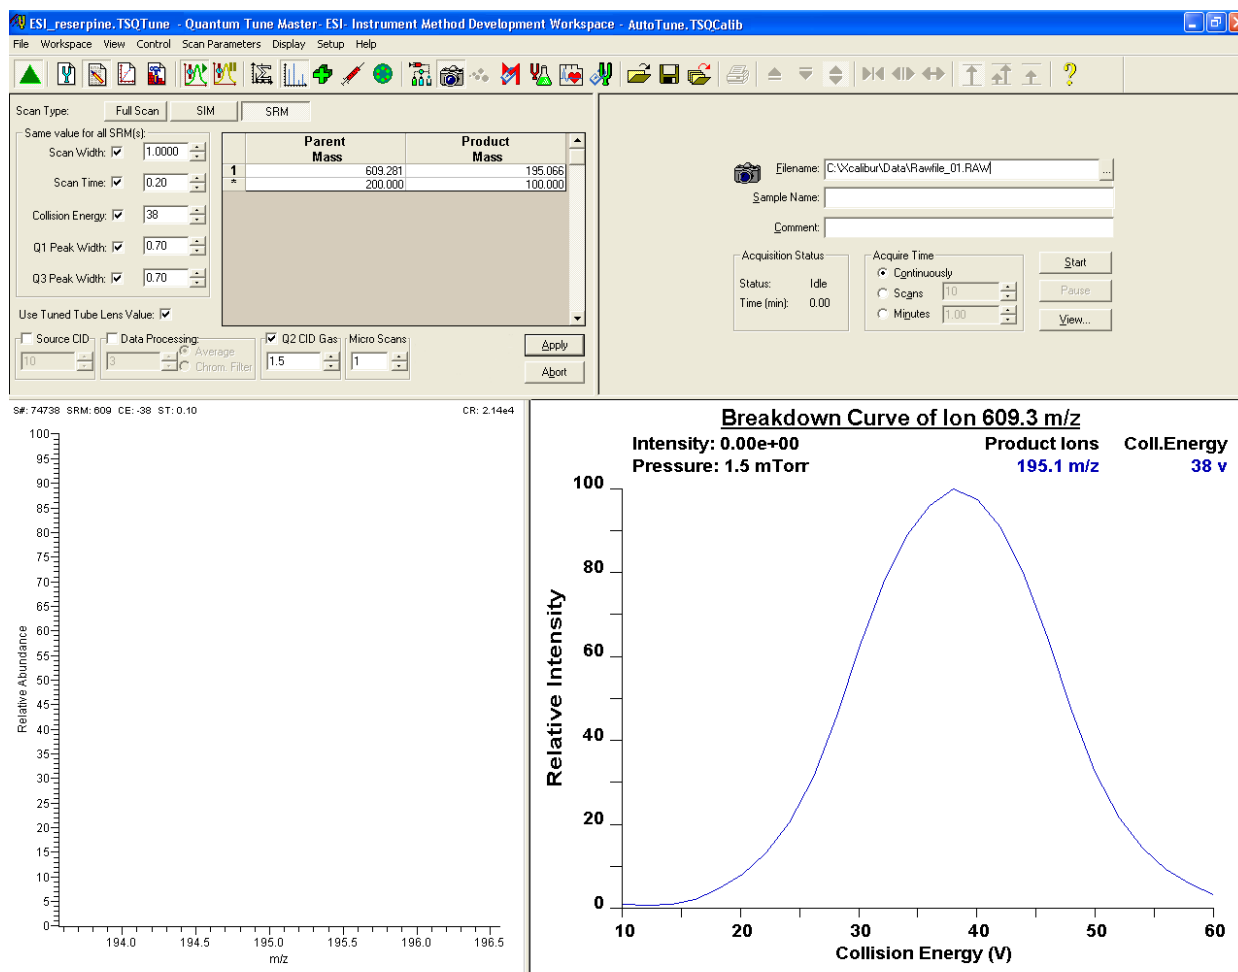 ESI_reserpine.TSQTune - Quantum Tune Master- ESI- Instrument Method Development Workspace - AutoTune.TSQCalib
File Workspace View Control Scan Parameters Display Setup Help
Scan Type: Full Scan SIM SRM
Same value for all SRM(s):
Scan Width: 1.0000
Scan Time: 0.20
Collision Energy: 38
Q1 Peak Width: 0.70
Q3 Peak Width: 0.70
Parent Mass Product Mass
1 609.281 195.066
* 200.000 100.000
Use Tuned Tube Lens Value:
Source CID Data Processing: Q2 CID Gas Micro Scans
10 3 Average 1.5 1
Chrom. Filter
Apply
Abort
Filename: C:\Xcalibur\Data\Rawfile_01.RAW ...
Sample Name:
Comment:
Acquisition Status
Status: Idle
Time (min): 0.00
Acquire Time
Continuously
Scans 10
Minutes 1.00
Start
Pause
View...
S#: 74738 SRM: 609 CE: -38 ST: 0.10 CR: 2.14e4
100
95
90
85
80
75
70
65
60
55
50
45
40
35
30
25
20
15
10
5
0
Relative Abundance
194.0 194.5 195.0 195.5 196.0 196.5
m/z
Breakdown Curve of Ion 609.3 m/z
Intensity: 0.00e+00 Product Ions Coll.Energy
Pressure: 1.5 mTorr 195.1 m/z 38 v
100
80
60
40
20
0
Relative Intensity
10 20 30 40 50 60
Collision Energy (V)